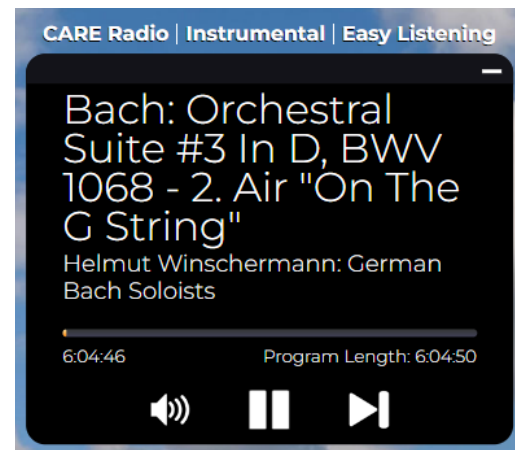 CARE Radio | Instrumental | Easy Listening
Bach: Orchestral
Suite #3 In D, BWV
1068 - 2. Air "On The
G String"
Helmut Winschermann: German
Bach Soloists
6:04:46 Program Length: 6:04:50